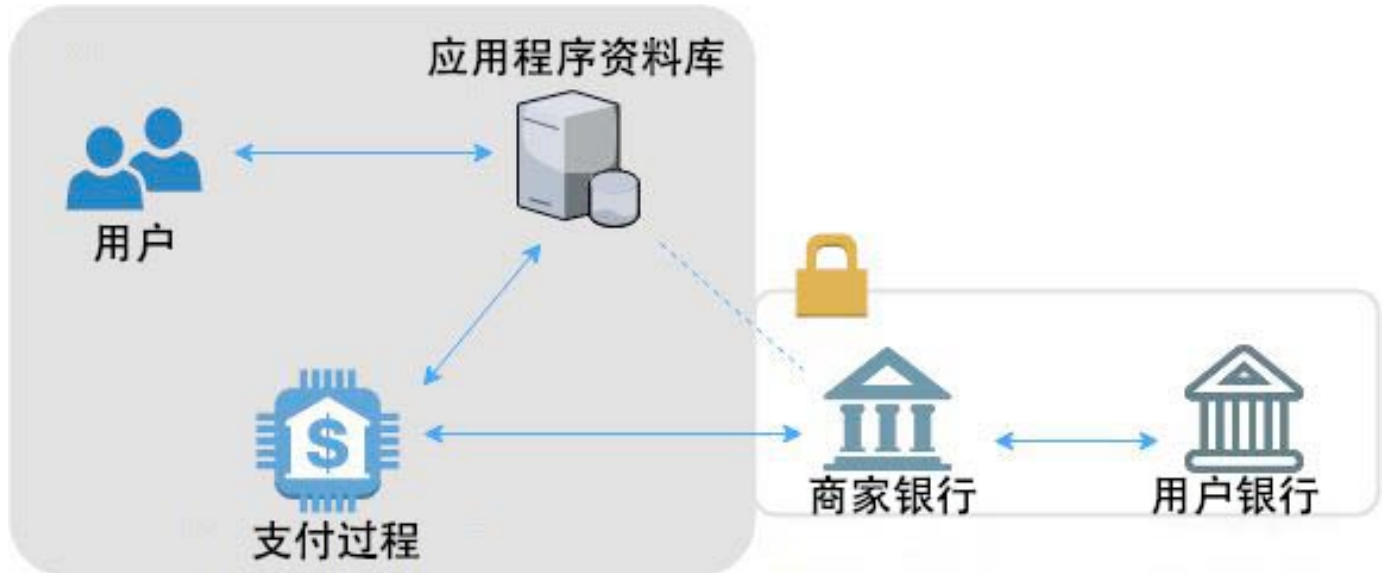 应用程序资料库
用户
支付过程
$
商家银行
用户银行